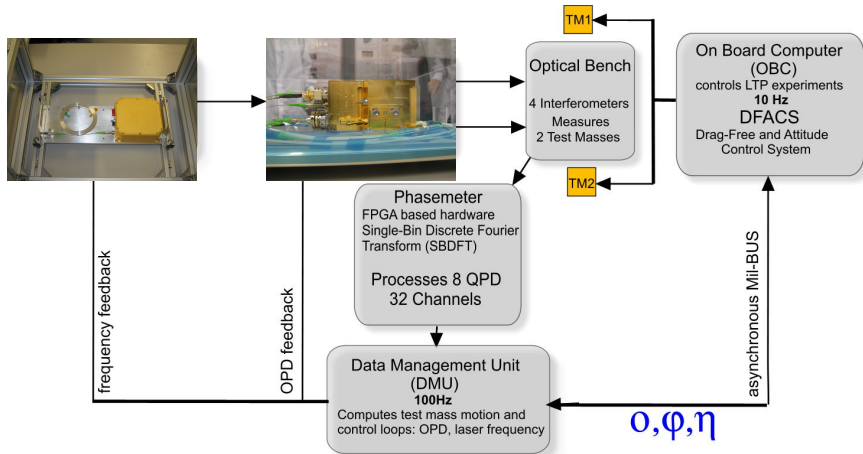 TM1
On Board Computer
(OBC)
controls LTP experiments
10 Hz
DFACS
Drag-Free and Attitude
Control System
Optical Bench
4 Interferometers
Measures
2 Test Masses
TM2
Phasemeter
FPGA based hardware
Single-Bin Discrete Fourier
Transform (SBDFT)
Processes 8 QPD
32 Channels
frequency feedback
OPD feedback
asynchronous Mil-BUS
Data Management Unit
(DMU)
100Hz
Computes test mass motion and
control loops: OPD, laser frequency
o,φ,η